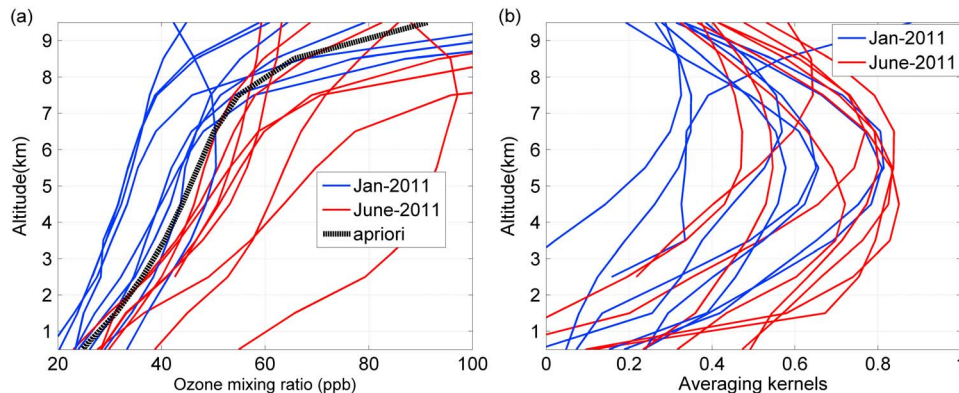 (a)
9
8
7
6
5
4
3
2
1
Altitude(km)
Jan-2011
June-2011
apriori
20 40 60 80 100
Ozone mixing ratio (ppb)
(b)
9
8
7
6
5
4
3
2
1
Altitude(km)
Jan-2011
June-2011
0 0.2 0.4 0.6 0.8 1
Averaging kernels